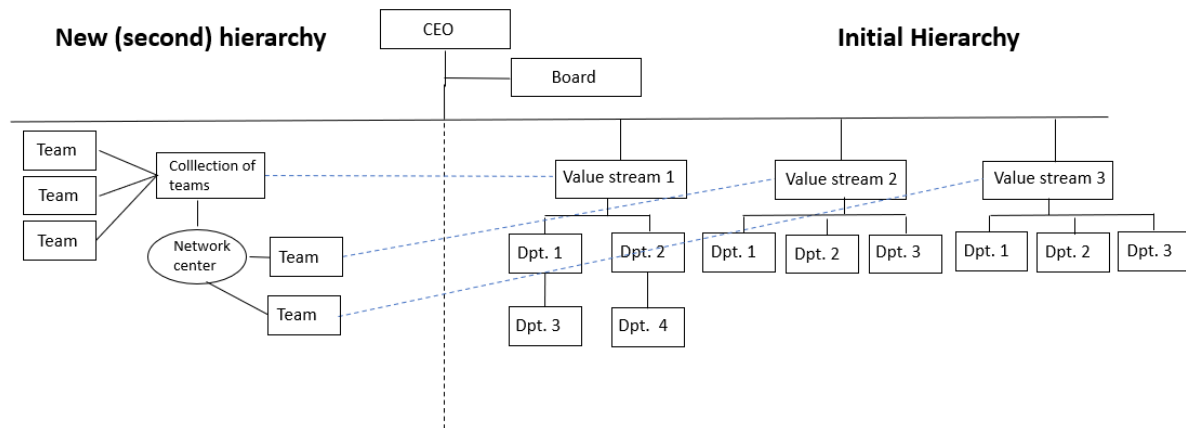 New (second) hierarchy
CEO
Initial Hierarchy
Board
Team
Team
Team
Colllection of
teams
Network
center
Team
Team
Value stream 1
Value stream 2
Value stream 3
Dpt. 1
Dpt. 2
Dpt. 3
Dpt. 4
Dpt. 1
Dpt. 2
Dpt. 3
Dpt. 1
Dpt. 2
Dpt. 3